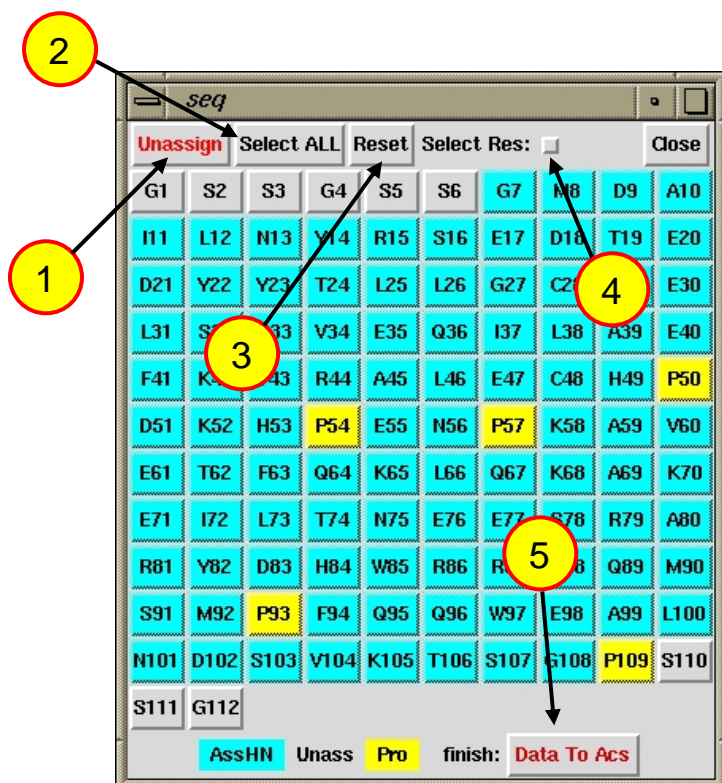 2
seq
Unassign Select ALL Reset Select Res: Close
G1 S2 S3 G4 S5 S6 G7 M8 D9 A10
I11 L12 N13 Y14 R15 S16 E17 D18 T19 E20
1
D21 Y22 Y23 T24 L25 L26 G27 E30
4
L31 V34 E35 Q36 I37 L38 A39 E40
3
F41 R44 A45 L46 E47 C48 H49 P50
D51 K52 H53 P54 E55 N56 P57 K58 A59 V60
E61 T62 F63 Q64 K65 L66 Q67 K68 A69 K70
E71 I72 L73 T74 N75 E76 E77 S78 R79 A80
5
R81 Y82 D83 H84 W85 R86 Q89 M90
S91 M92 P93 F94 Q95 Q96 W97 E98 A99 L100
N101 D102 S103 V104 K105 T106 S107 G108 P109 S110
S111 G112
AssHN Unass Pro finish: Data To Acs